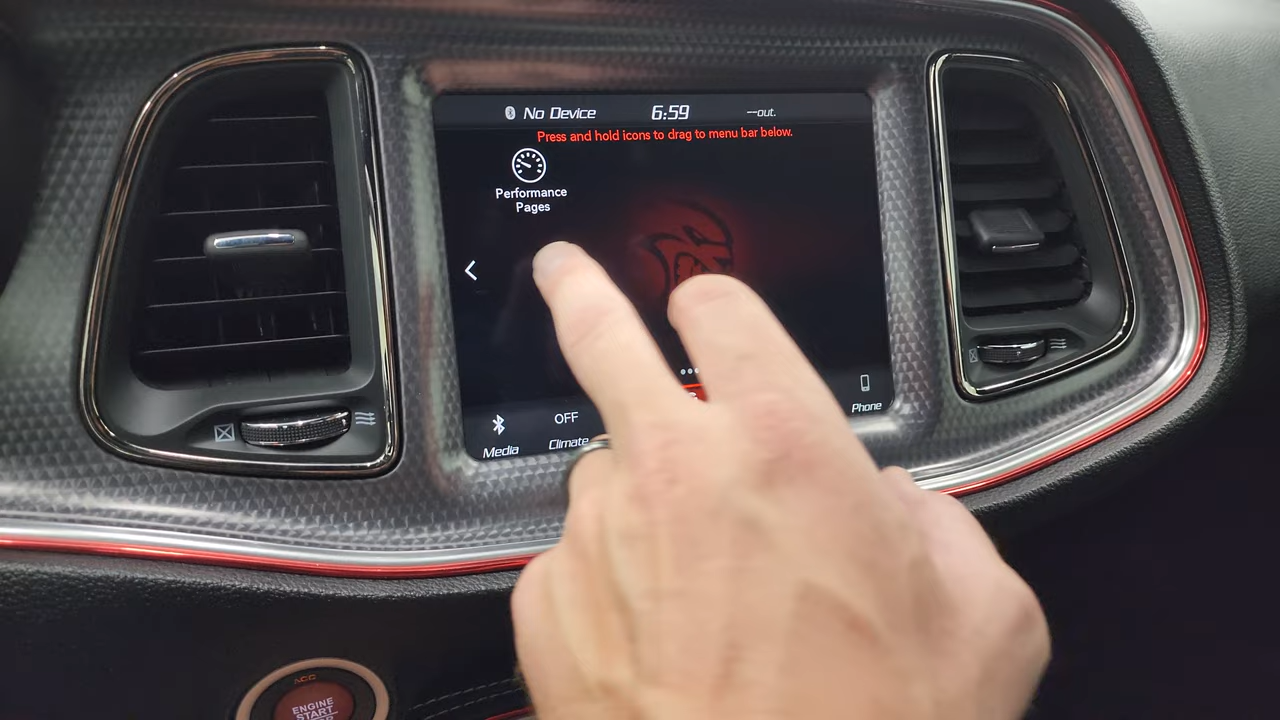 No Device 6:59 --out.
Press and hold icons to drag to menu bar below.
Performance
Pages
OFF
Media
Climate
Phone
ACC
ENGINE
START